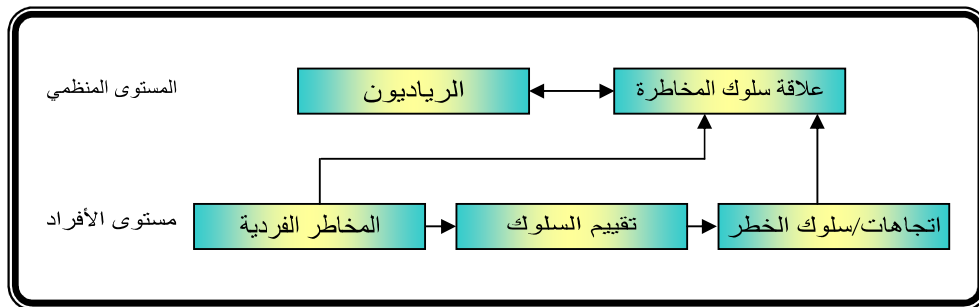 المستوى المنظمي
علاقة سلوك المخاطرة
الرياديون
مستوى الأفراد
اتجاهات/سلوك الخطر
تقييم السلوك
المخاطر الفردية